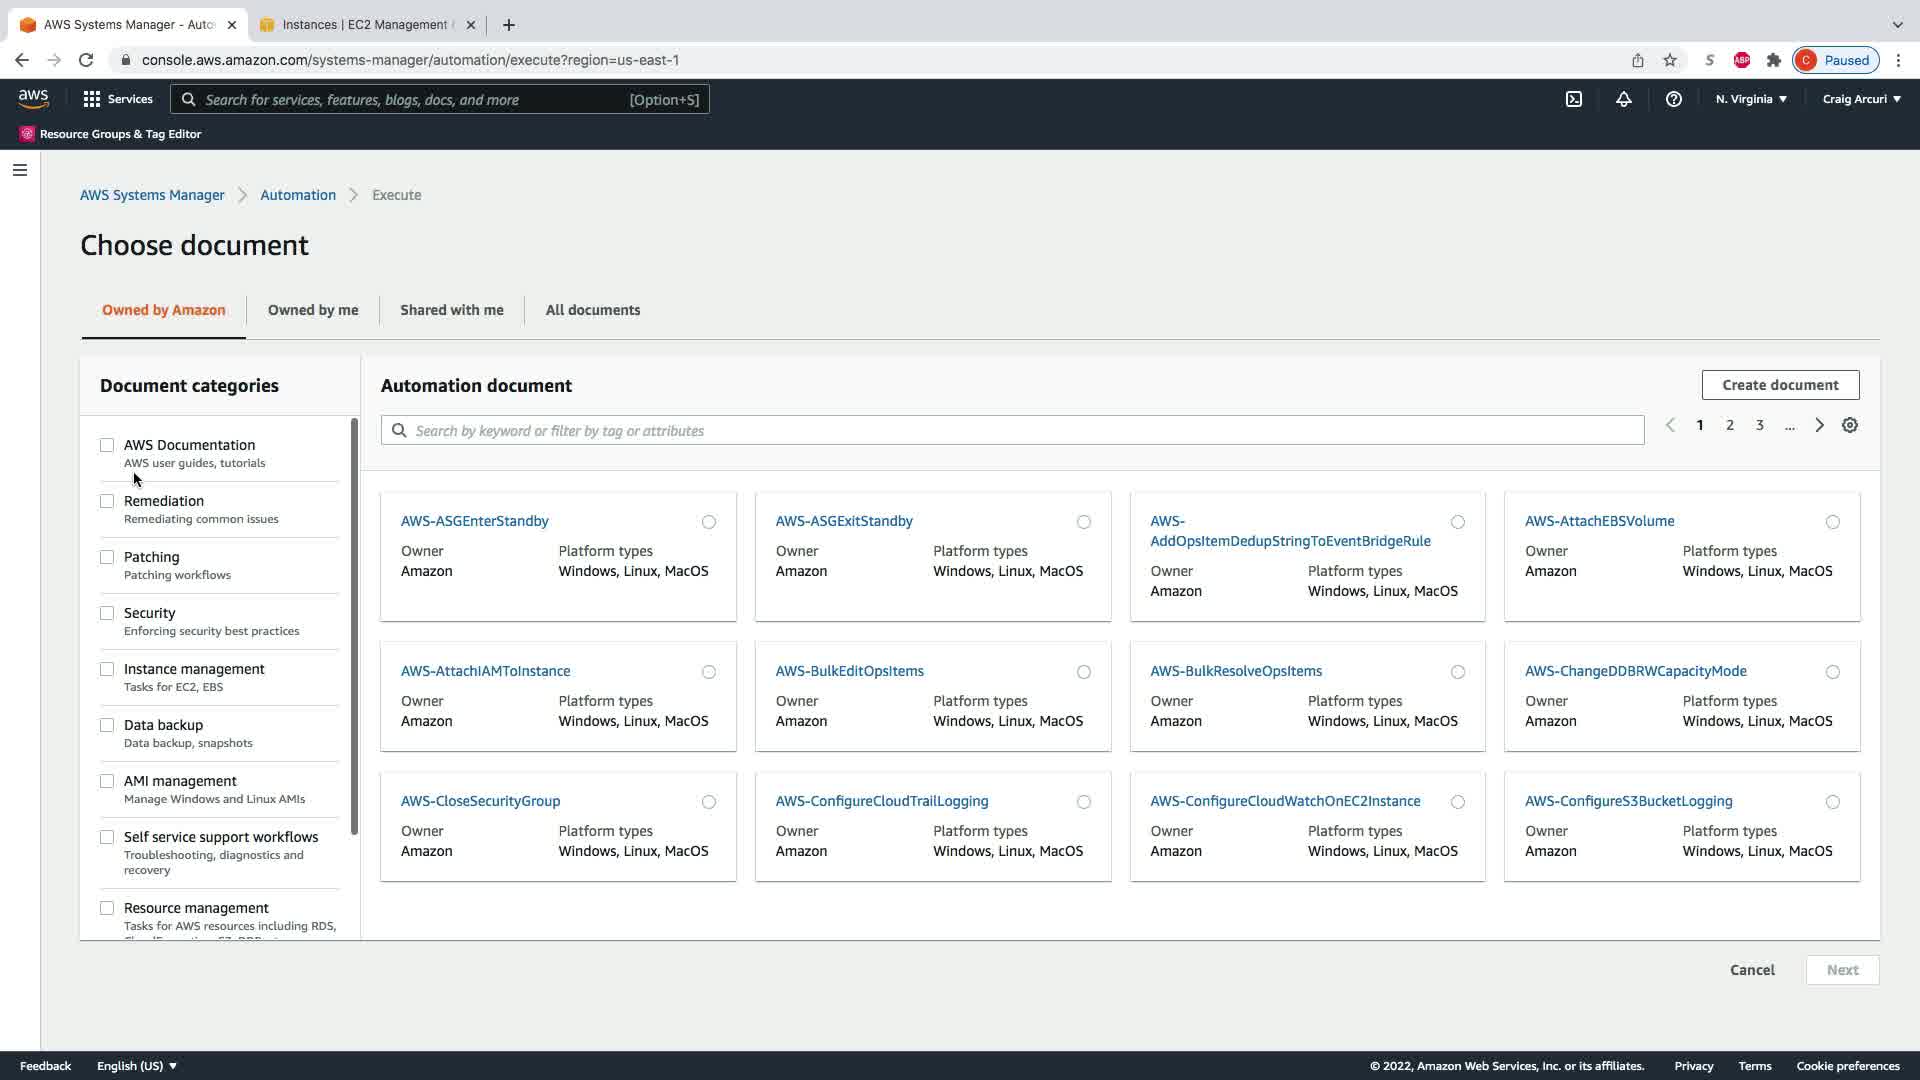 AWS Systems Manager - Auto
Instances | EC2 Management
console.aws.amazon.com/systems-manager/automation/execute?region=us-east-1
ABP
C Paused
aws
Services
Search for services, features, blogs, docs, and more [Option+S]
N. Virginia
Craig Arcuri
Resource Groups & Tag Editor
AWS Systems Manager
Automation
Execute
Choose document
Owned by Amazon
Owned by me
Shared with me
All documents
Document categories
AWS Documentation
AWS user guides, tutorials
Remediation
Remediating common issues
Patching
Patching workflows
Security
Enforcing security best practices
Instance management
Tasks for EC2, EBS
Data backup
Data backup, snapshots
AMI management
Manage Windows and Linux AMIs
Self service support workflows
Troubleshooting, diagnostics and
recovery
Resource management
Tasks for AWS resources including RDS,
Automation document
Create document
Search by keyword or filter by tag or attributes
1 2 3 ...
AWS-ASGEnterStandby
Owner Platform types
Amazon Windows, Linux, MacOS
AWS-ASGExitStandby
Owner Platform types
Amazon Windows, Linux, MacOS
AWS-
AddOpsItemDedupStringToEventBridgeRule
Owner Platform types
Amazon Windows, Linux, MacOS
AWS-AttachEBSVolume
Owner Platform types
Amazon Windows, Linux, MacOS
AWS-AttachIAMToInstance
Owner Platform types
Amazon Windows, Linux, MacOS
AWS-BulkEditOpsItems
Owner Platform types
Amazon Windows, Linux, MacOS
AWS-BulkResolveOpsItems
Owner Platform types
Amazon Windows, Linux, MacOS
AWS-ChangeDDBRWCapacityMode
Owner Platform types
Amazon Windows, Linux, MacOS
AWS-CloseSecurityGroup
Owner Platform types
Amazon Windows, Linux, MacOS
AWS-ConfigureCloudTrailLogging
Owner Platform types
Amazon Windows, Linux, MacOS
AWS-ConfigureCloudWatchOnEC2Instance
Owner Platform types
Amazon Windows, Linux, MacOS
AWS-ConfigureS3BucketLogging
Owner Platform types
Amazon Windows, Linux, MacOS
Cancel
Next
Feedback
English (US)
© 2022, Amazon Web Services, Inc. or its affiliates.
Privacy
Terms
Cookie preferences